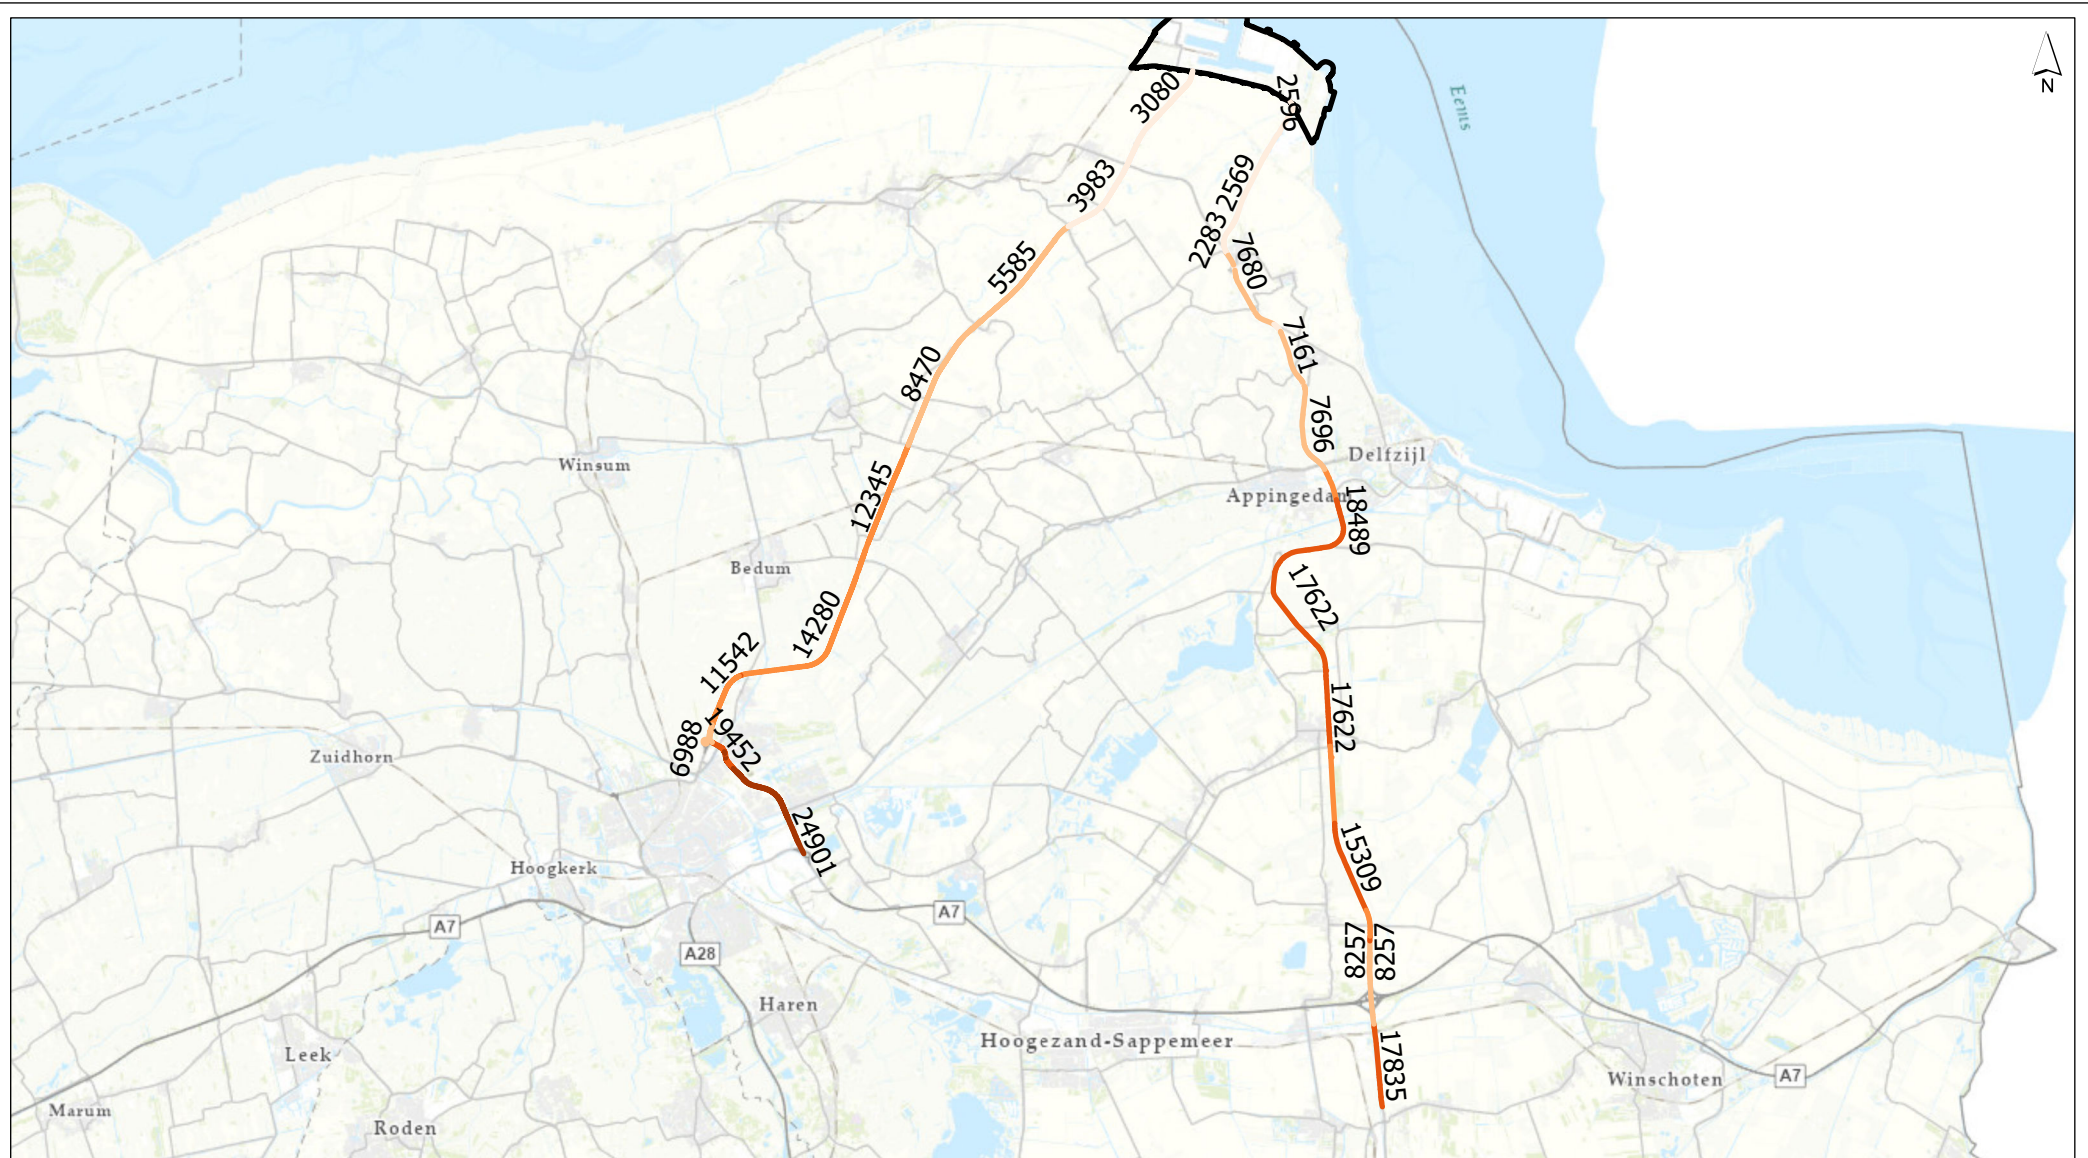 N
Eems
3080
2596
3983
2569
2283
5585
7680
7161
8470
7696
Delfzijl
Winsum
12345
Appingedam
18489
Bedum
17622
14280
11542
17622
6988
19452
Zuidhorn
24901
15309
Hoogkerk
A7
A7
8257
8257
A28
Haren
Hoogezand-Sappemeer
Leek
17835
Winschoten
A7
Marum
Roden